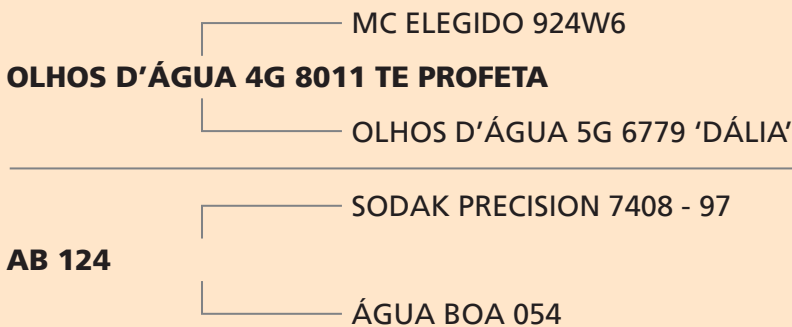 MC ELEGIDO 924W6
OLHOS D'ÁGUA 4G 8011 TE PROFETA
OLHOS D'ÁGUA 5G 6779 'DÁLIA'
SODAK PRECISION 7408 - 97
AB 124
ÁGUA BOA 054